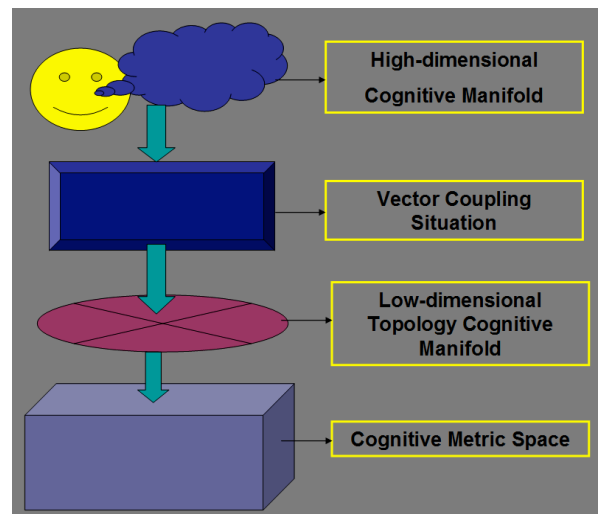 High-dimensional
Cognitive Manifold
Vector Coupling
Situation
Low-dimensional
Topology Cognitive
Manifold
Cognitive Metric Space